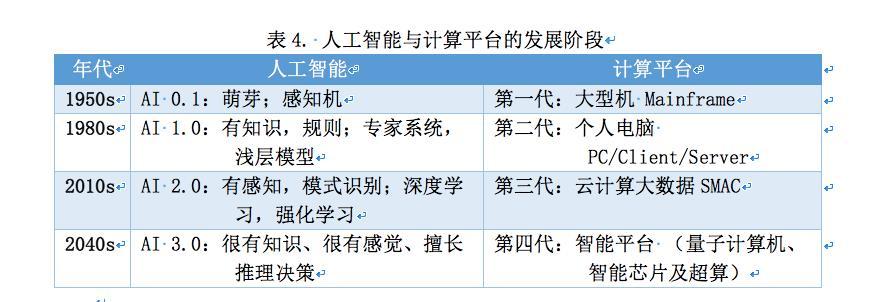 表 4. 人工智能与计算平台的发展阶段
年代 人工智能 计算平台
1950s AI 0.1：萌芽；感知机 第一代：大型机 Mainframe
1980s AI 1.0：有知识，规则；专家系统， 第二代：个人电脑
浅层模型 PC/Client/Server
2010s AI 2.0：有感知，模式识别；深度学 第三代：云计算大数据 SMAC
习，强化学习
2040s AI 3.0：很有知识、很有感觉、擅长 第四代：智能平台 （量子计算机、
推理决策 智能芯片及超算）